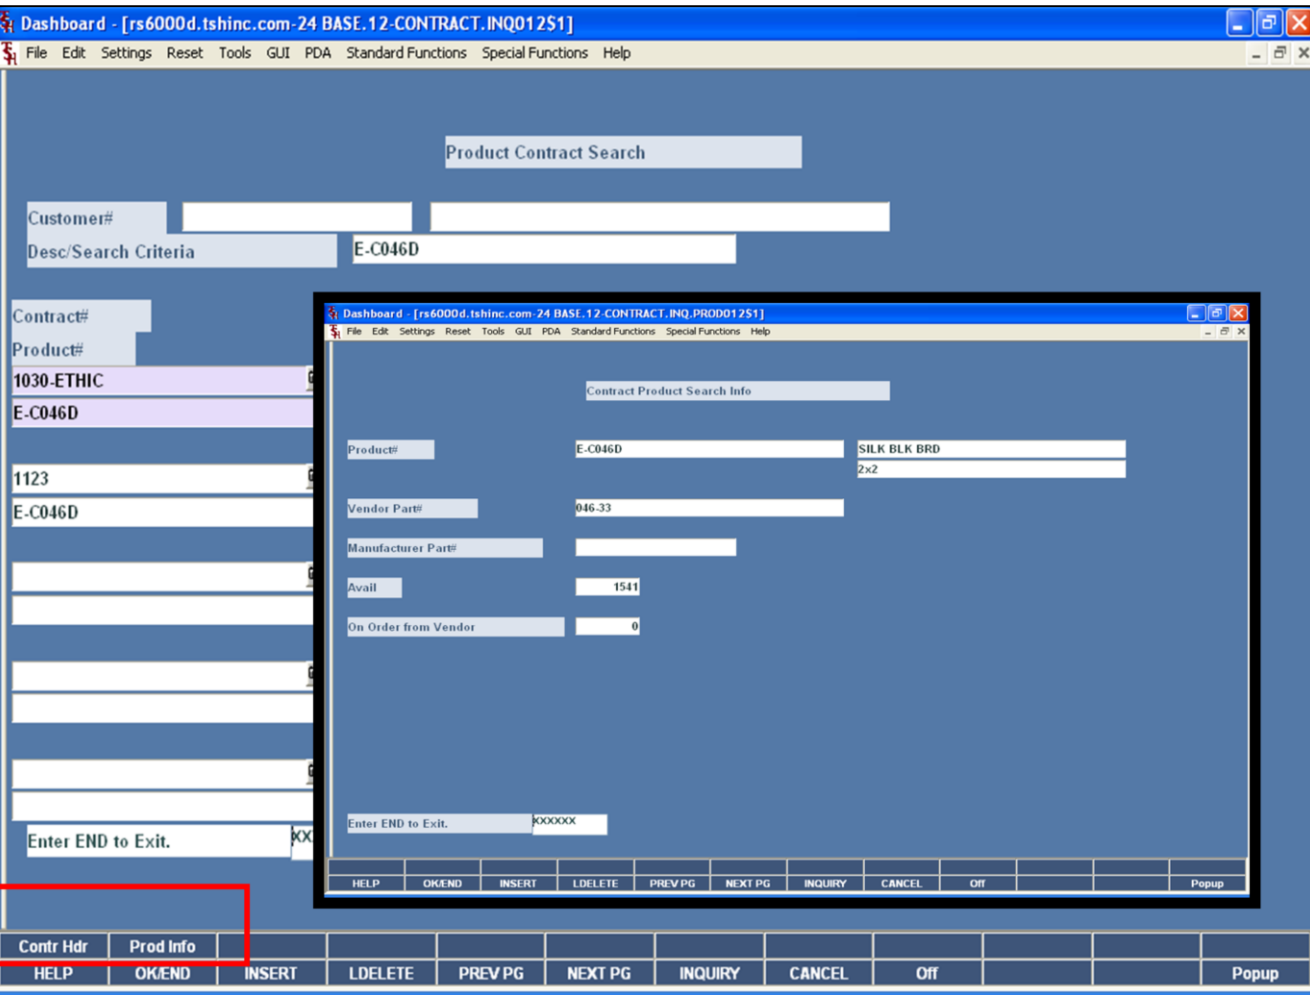 Dashboard - [rs6000d.tshinc.com-24 BASE.12-CONTRACT.INQ012S1]
File Edit Settings Reset Tools GUI PDA Standard Functions Special Functions Help
Product Contract Search
Customer#
Desc/Search Criteria E-C046D
Contract#
Product#
1030-ETHIC
E-C046D
1123
E-C046D
Enter END to Exit. XX
Dashboard - [rs6000d.tshinc.com-24 BASE.12-CONTRACT.INQ.PROD012S1]
File Edit Settings Reset Tools GUI PDA Standard Functions Special Functions Help
Contract Product Search Info
Product# E-C046D SILK BLK BRD
2x2
Vendor Part# 046-33
Manufacturer Part#
Avail 1541
On Order from Vendor 0
Enter END to Exit. XXXXXX
HELP OK/END INSERT LDELETE PREV PG NEXT PG INQUIRY CANCEL Off Popup
Contr Hdr Prod Info
HELP OK/END INSERT LDELETE PREV PG NEXT PG INQUIRY CANCEL Off Popup